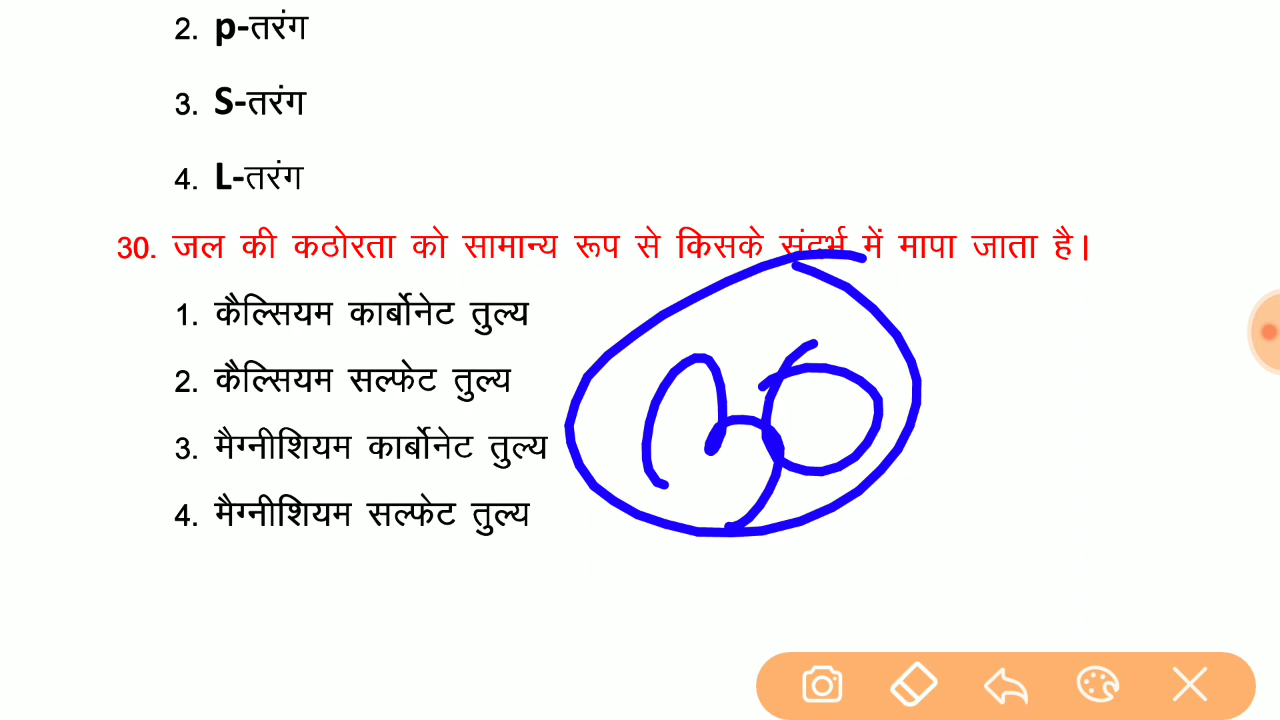 2. p-तरंग
3. S-तरंग
4. L-तरंग
30. जल की कठोरता को सामान्य रूप से किसके संदर्भ में मापा जाता है।
1. कैल्सियम कार्बोनेट तुल्य
2. कैल्सियम सल्फेट तुल्य
3. मैग्नीशियम कार्बोनेट तुल्य
4. मैग्नीशियम सल्फेट तुल्य
30